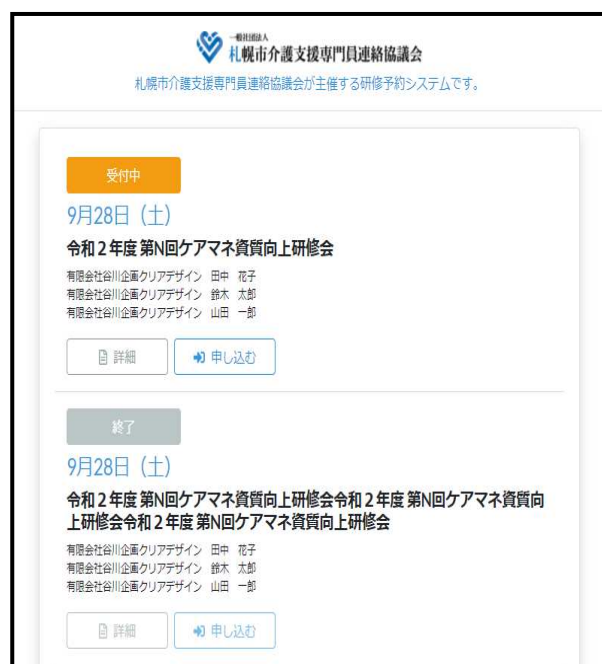 一般社団法人
札幌市介護支援専門員連絡協議会
札幌市介護支援専門員連絡協議会が主催する研修予約システムです。
受付中
9月28日（土）
令和２年度 第N回ケアマネ資質向上研修会
有限会社谷川企画クリアデザイン　田中　花子
有限会社谷川企画クリアデザイン　鈴木　太郎
有限会社谷川企画クリアデザイン　山田　一郎
詳細
申し込む
終了
9月28日（土）
令和２年度 第N回ケアマネ資質向上研修会令和２年度 第N回ケアマネ資質向
上研修会令和２年度 第N回ケアマネ資質向上研修会
有限会社谷川企画クリアデザイン　田中　花子
有限会社谷川企画クリアデザイン　鈴木　太郎
有限会社谷川企画クリアデザイン　山田　一郎
詳細
申し込む